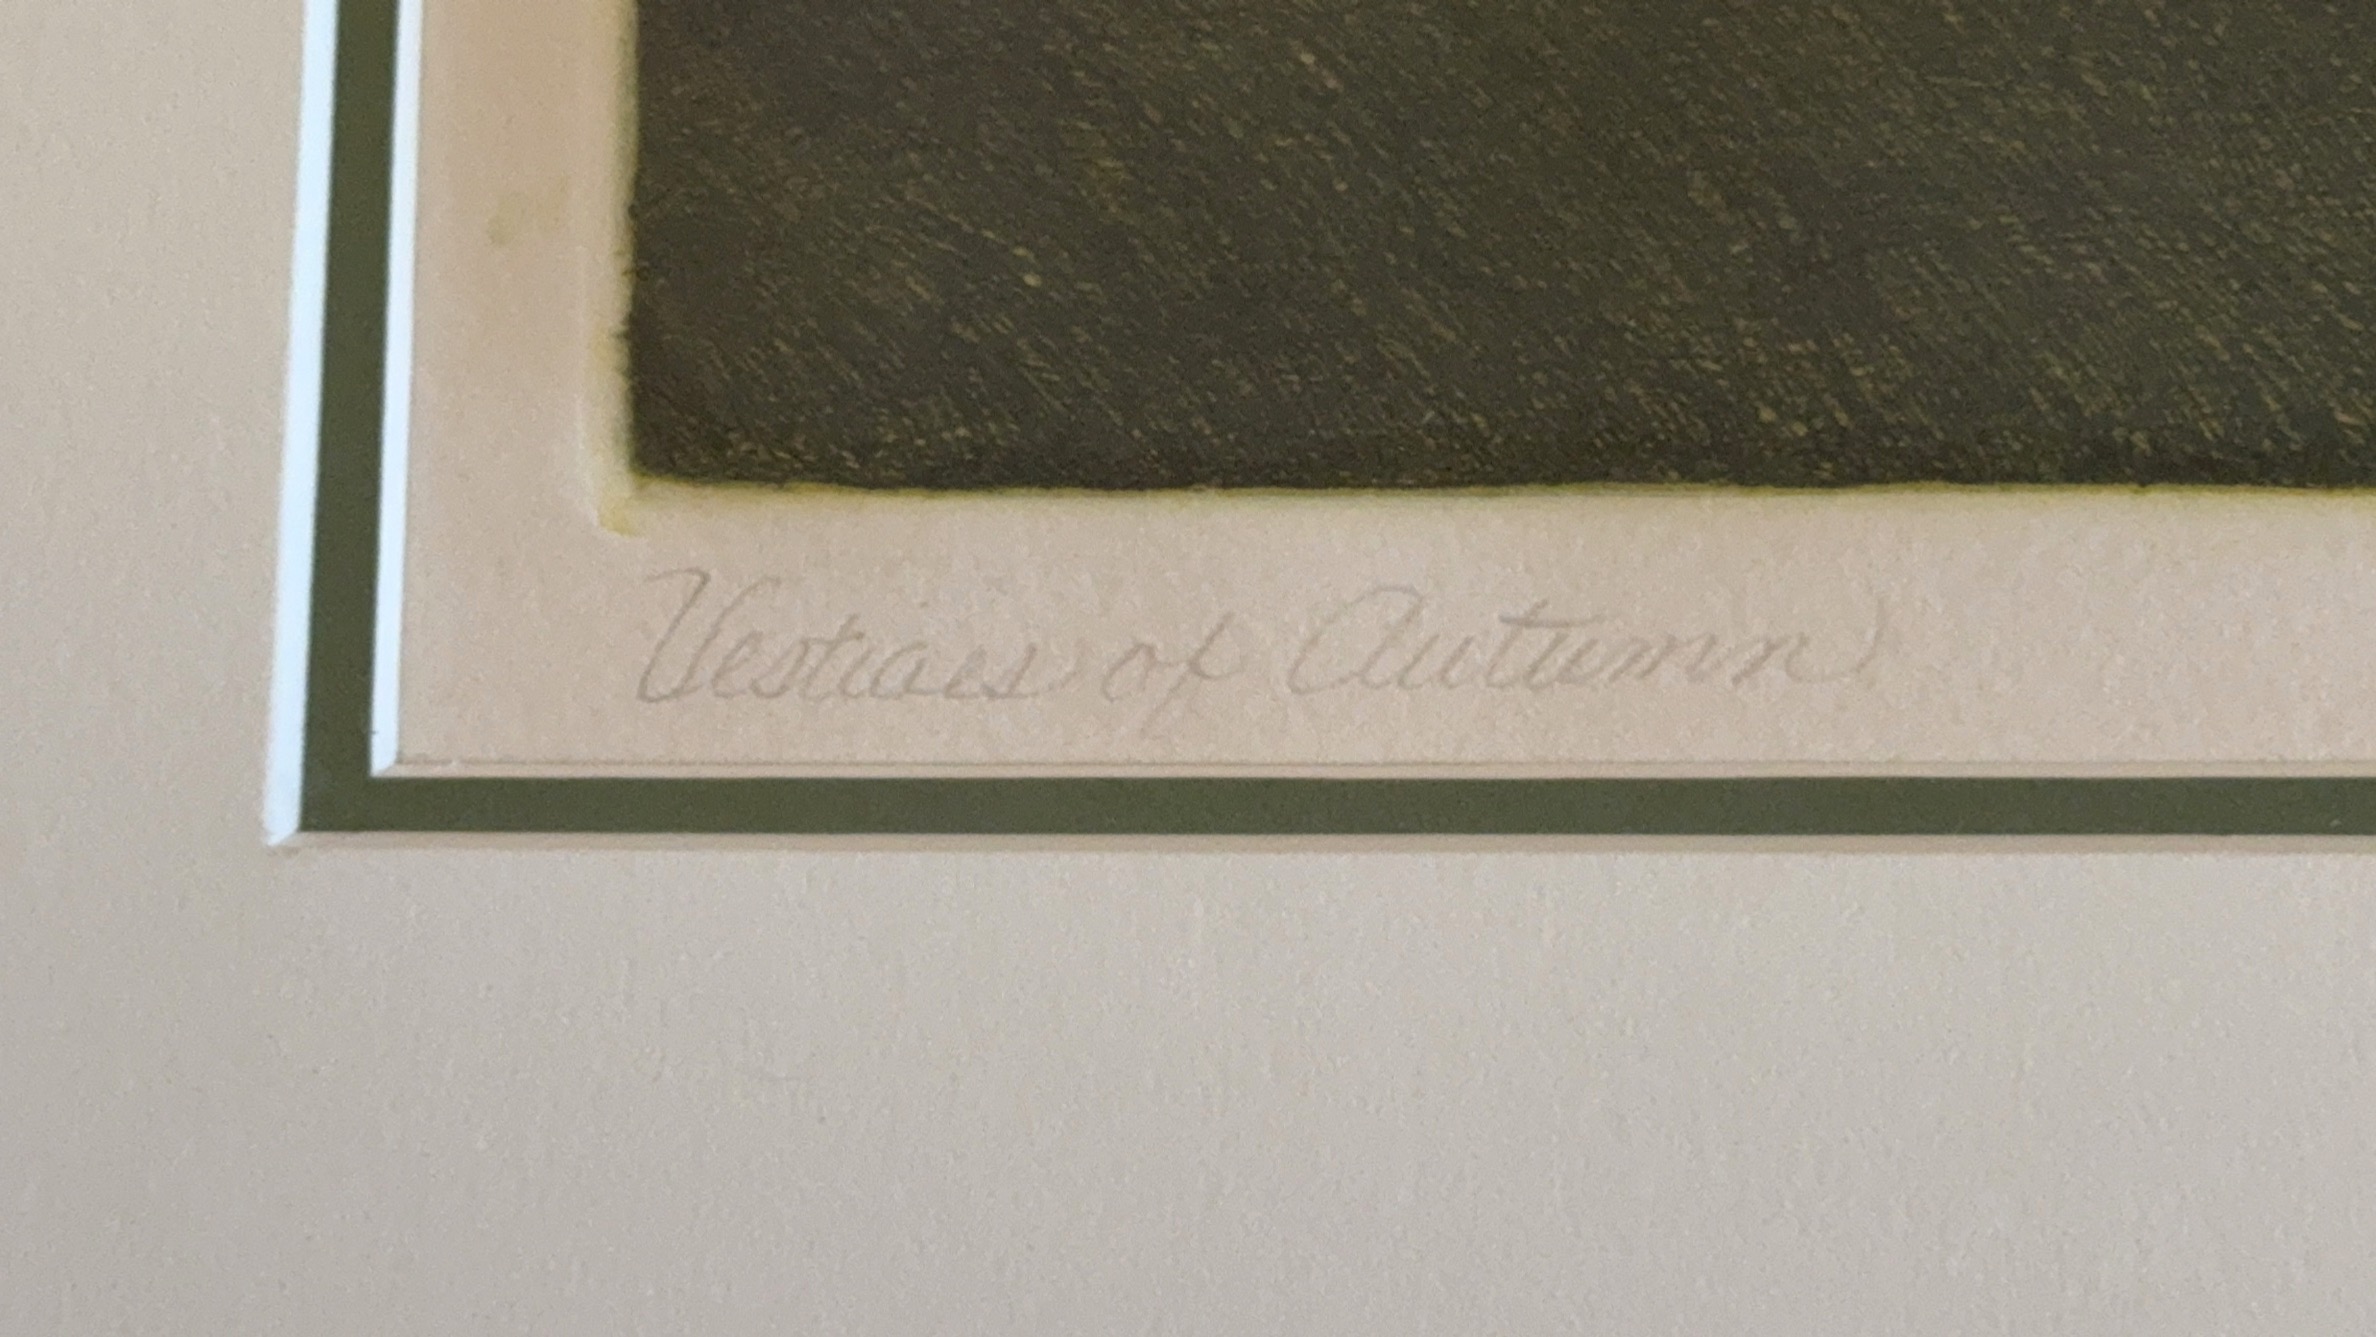 Vestiges of Autumn